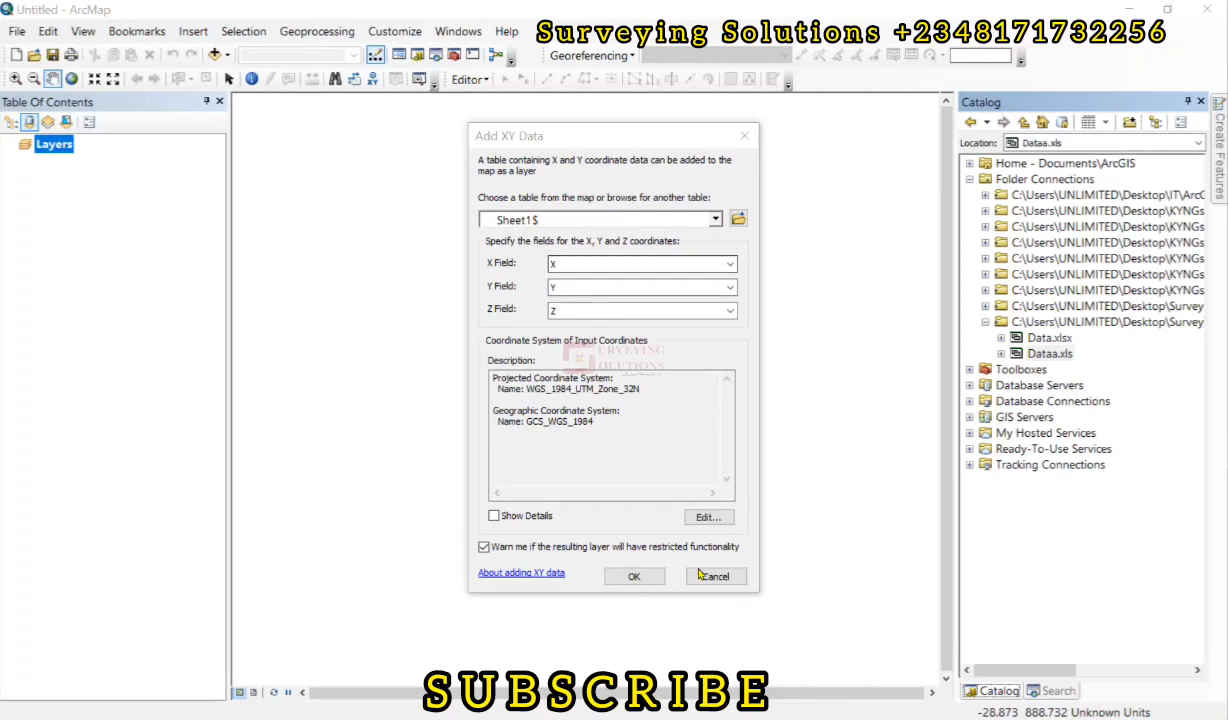 Untitled - ArcMap
File Edit View Bookmarks Insert Selection Geoprocessing Customize Windows Help
Surveying Solutions +2348171732256
Georeferencing
Editor
Table Of Contents
Layers
Add XY Data
A table containing X and Y coordinate data can be added to the
map as a layer
Choose a table from the map or browse for another table:
Sheet1$
Specify the fields for the X, Y and Z coordinates:
X Field: X
Y Field: Y
Z Field: Z
Coordinate System of Input Coordinates
URVEYING
SOLUTIONS
Description:
Projected Coordinate System:
Name: WGS_1984_UTM_Zone_32N
Geographic Coordinate System:
Name: GCS_WGS_1984
Show Details
Edit...
Warn me if the resulting layer will have restricted functionality
About adding XY data
OK
Cancel
Catalog
Location: Dataa.xls
Home - Documents\ArcGIS
Folder Connections
C:\Users\UNLIMITED\Desktop\IT\ArcG
C:\Users\UNLIMITED\Desktop\KYNGs
C:\Users\UNLIMITED\Desktop\KYNGs
C:\Users\UNLIMITED\Desktop\KYNGs
C:\Users\UNLIMITED\Desktop\KYNGs
C:\Users\UNLIMITED\Desktop\KYNGs
C:\Users\UNLIMITED\Desktop\KYNGs
C:\Users\UNLIMITED\Desktop\Survey
C:\Users\UNLIMITED\Desktop\Survey
Data.xlsx
Dataa.xls
Toolboxes
Database Servers
Database Connections
GIS Servers
My Hosted Services
Ready-To-Use Services
Tracking Connections
Create Features
Catalog Search
SUBSCRIBE
-28.873 888.732 Unknown Units